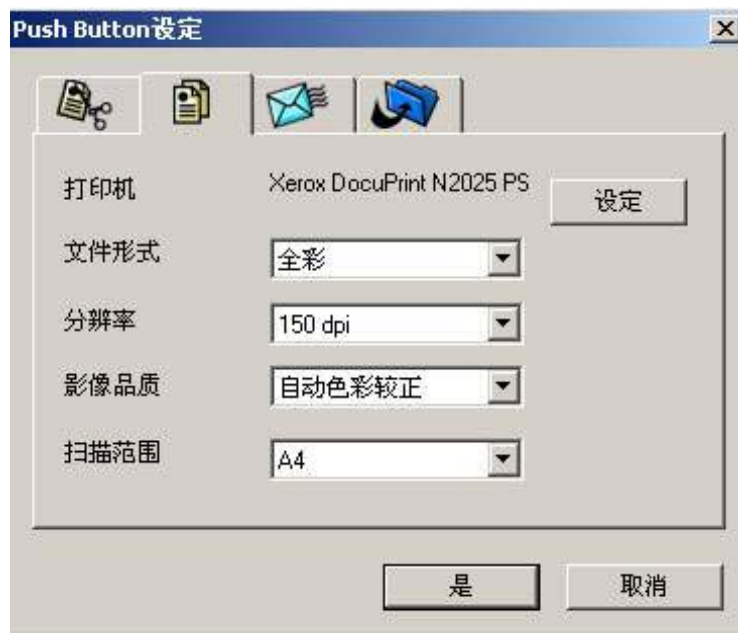 Push Button设定
打印机 Xerox DocuPrint N2025 PS 设定
文件形式 全彩
分辨率 150 dpi
影像品质 自动色彩较正
扫描范围 A4
是 取消